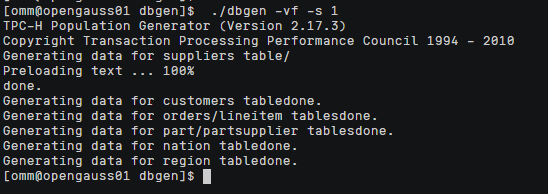 [omm@opengauss01 dbgen]$  ./dbgen -vf -s 1
TPC-H Population Generator (Version 2.17.3)
Copyright Transaction Processing Performance Council 1994 - 2010
Generating data for suppliers table/
Preloading text ... 100%
done.
Generating data for customers tabledone.
Generating data for orders/lineitem tablesdone.
Generating data for part/partsupplier tablesdone.
Generating data for nation tabledone.
Generating data for region tabledone.
[omm@opengauss01 dbgen]$